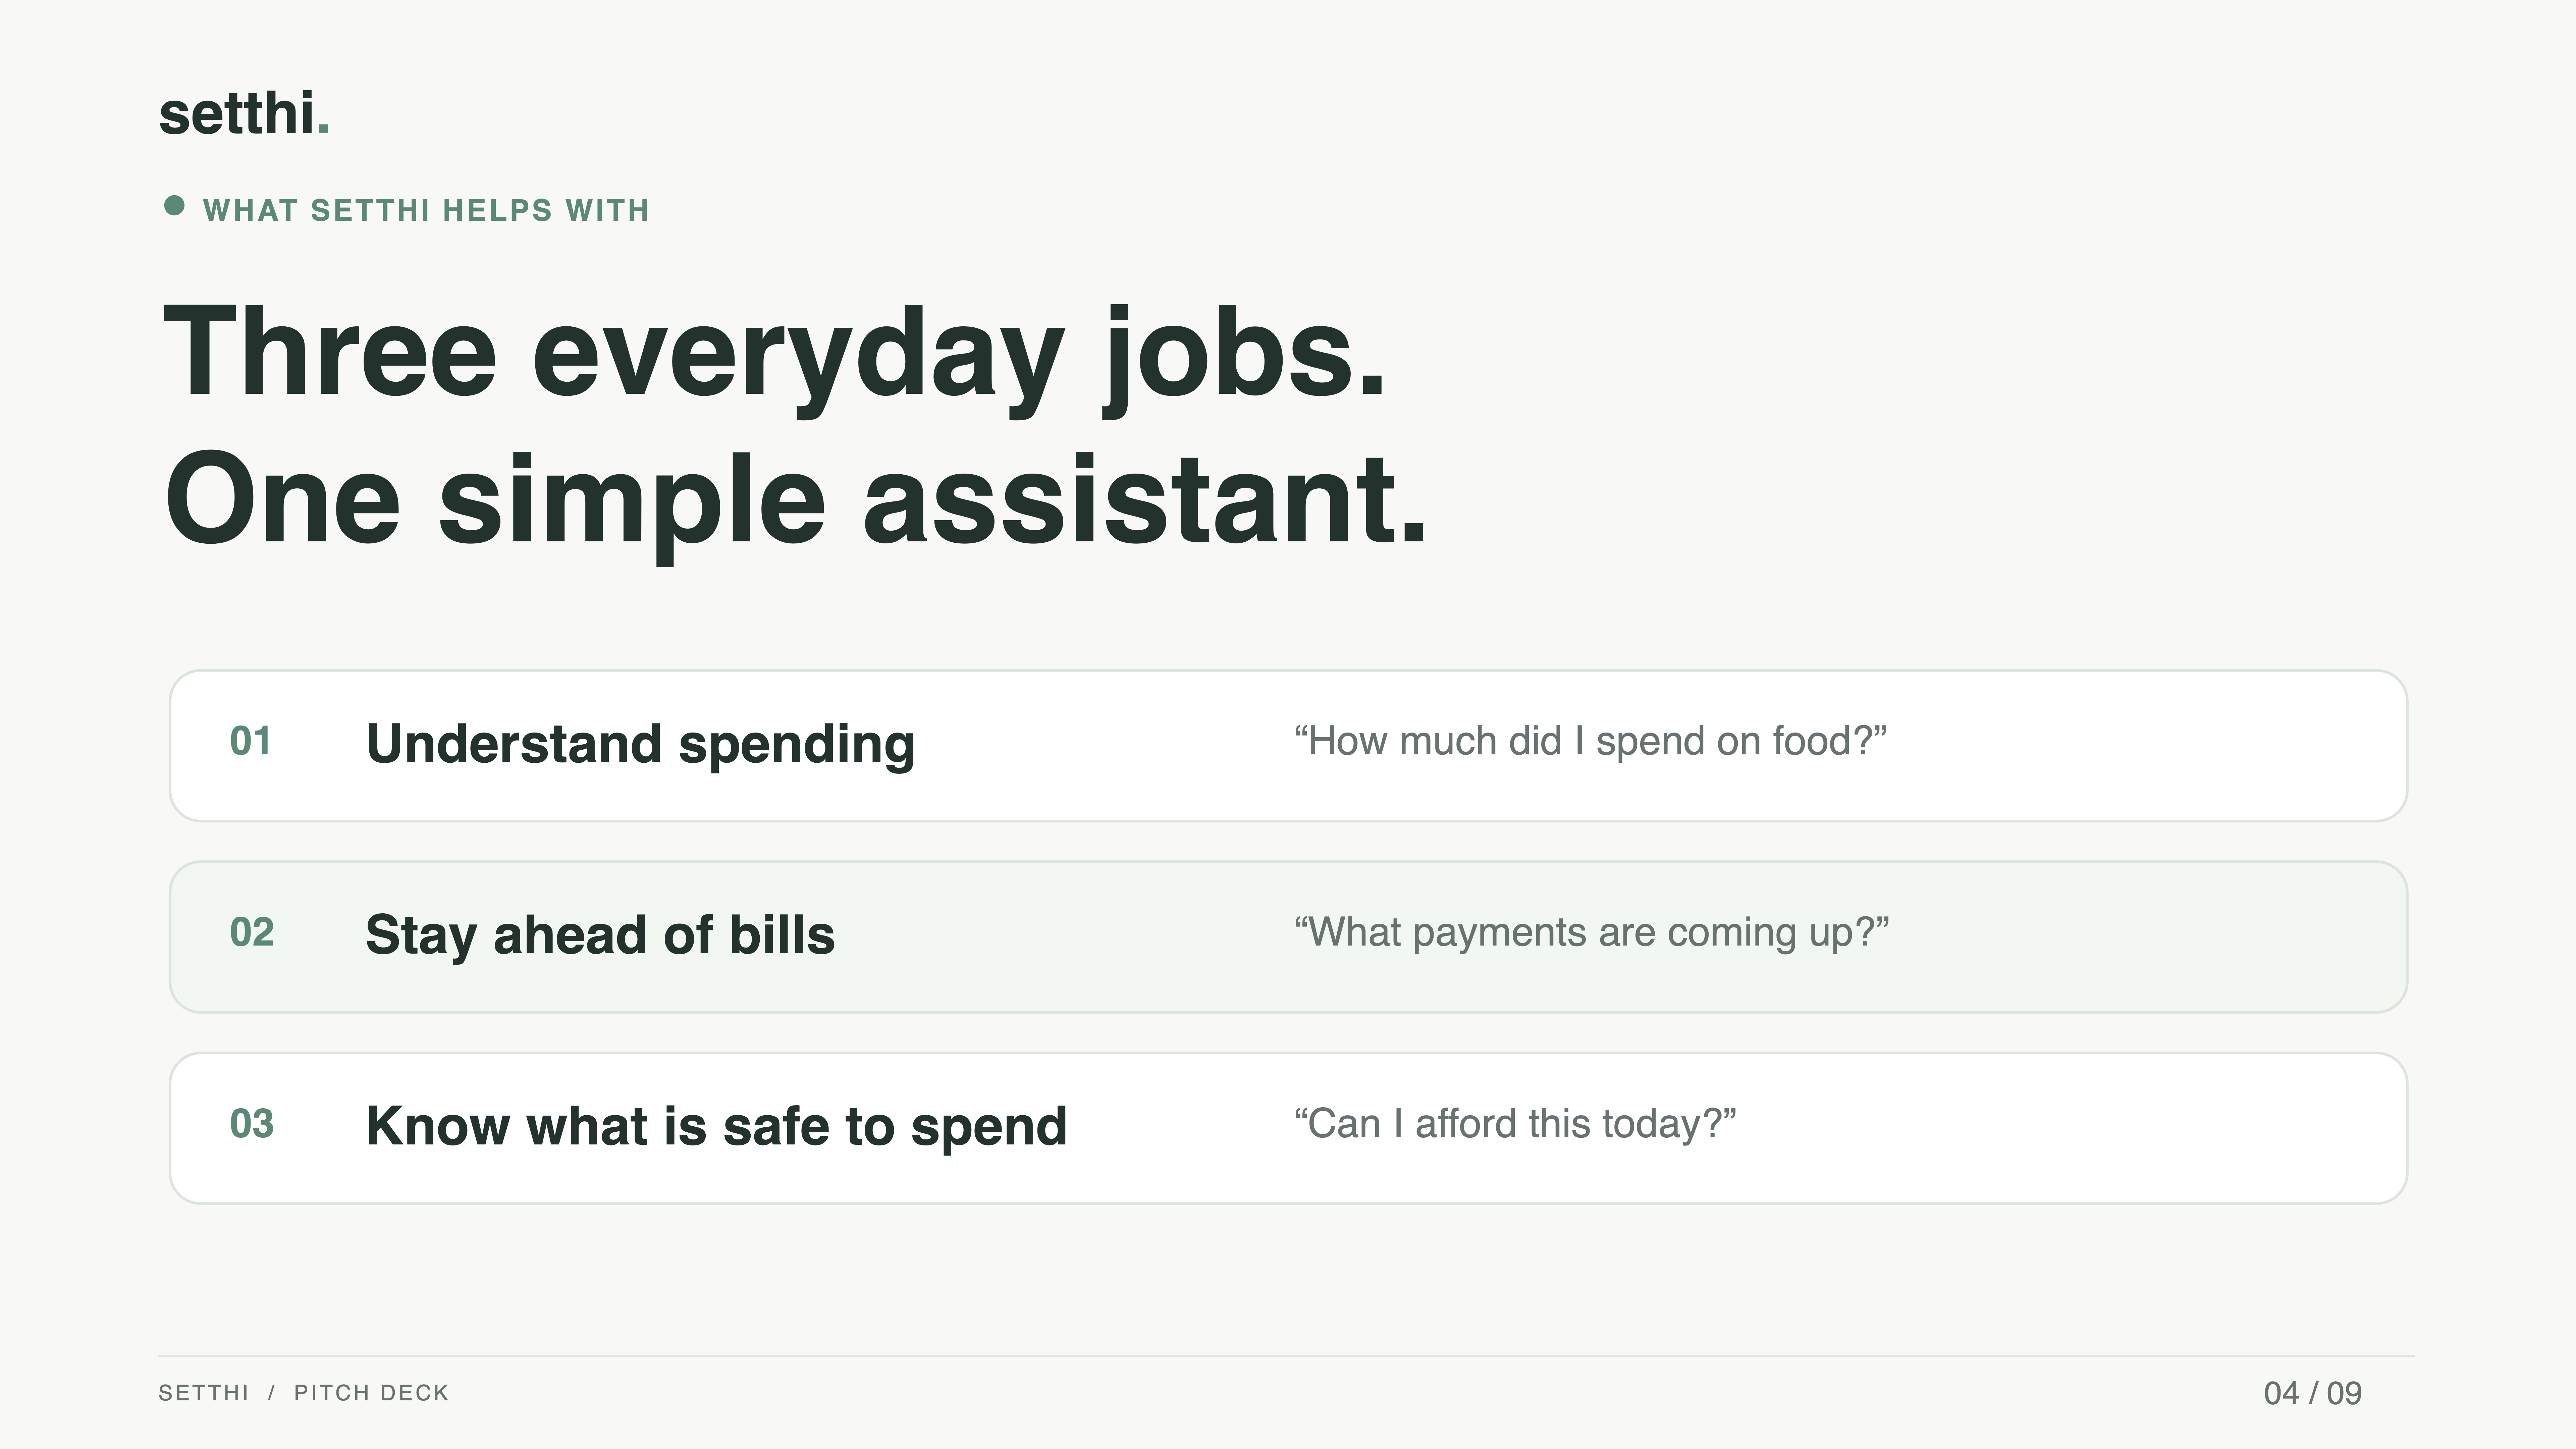 setthi.
WHAT SETTHI HELPS WITH
Three everyday jobs.
One simple assistant.
01 Understand spending “How much did I spend on food?”
02 Stay ahead of bills “What payments are coming up?”
03 Know what is safe to spend “Can I afford this today?”
SETTHI / PITCH DECK 04 / 09